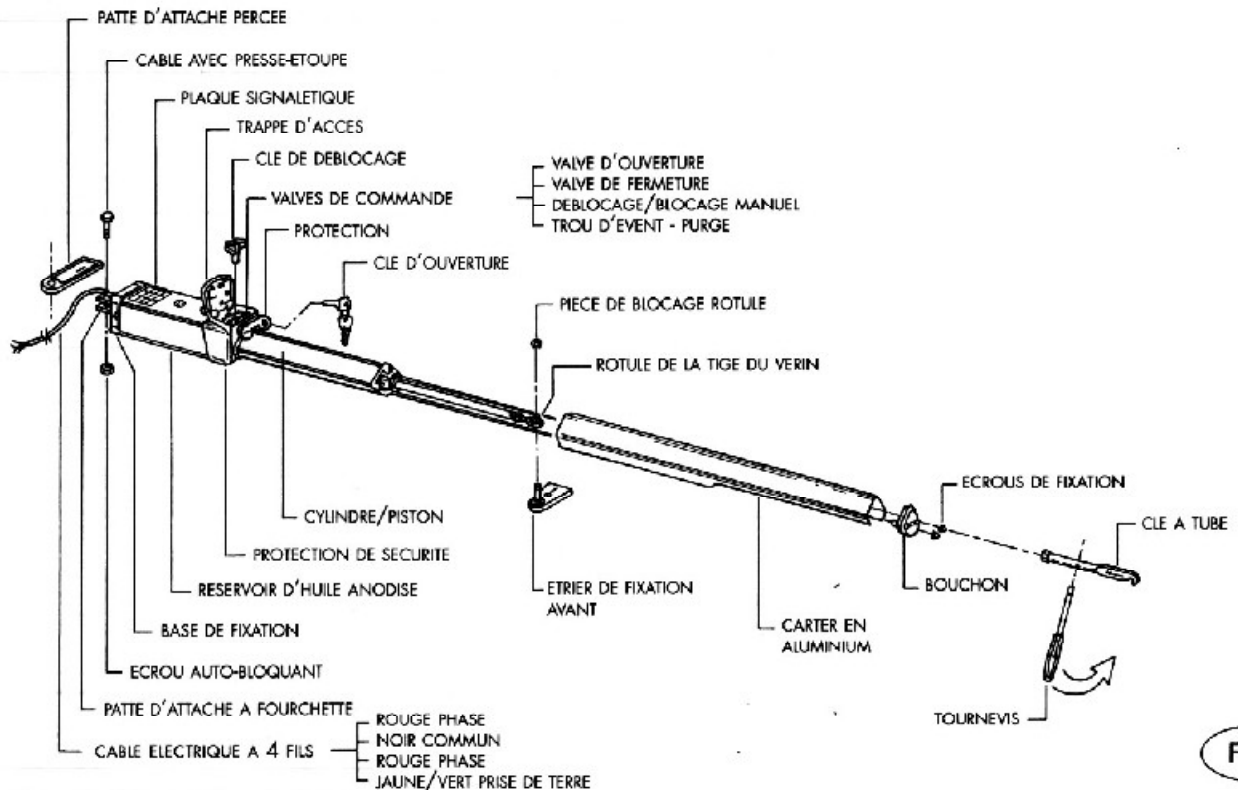 PATTE D'ATTACHE PERCEE
CABLE AVEC PRESSE-ETOUPE
PLAQUE SIGNALETIQUE
TRAPPE D'ACCES
CLE DE DEBLOCAGE
VALVES DE COMMANDE
VALVE D'OUVERTURE
VALVE DE FERMETURE
DEBLOCAGE/BLOCAGE MANUEL
TROU D'EVENT - PURGE
PROTECTION
CLE D'OUVERTURE
PIECE DE BLOCAGE ROTULE
ROTULE DE LA TIGE DU VERIN
ECROUS DE FIXATION
CLE A TUBE
CYLINDRE/PISTON
PROTECTION DE SECURITE
RESERVOIR D'HUILE ANODISE
ETRIER DE FIXATION
AVANT
BOUCHON
BASE DE FIXATION
CARTER EN
ALUMINIUM
ECROU AUTO-BLOQUANT
PATTE D'ATTACHE A FOURCHETTE
TOURNEVIS
CABLE ELECTRIQUE A 4 FILS
ROUGE PHASE
NOIR COMMUN
ROUGE PHASE
JAUNE/VERT PRISE DE TERRE
F